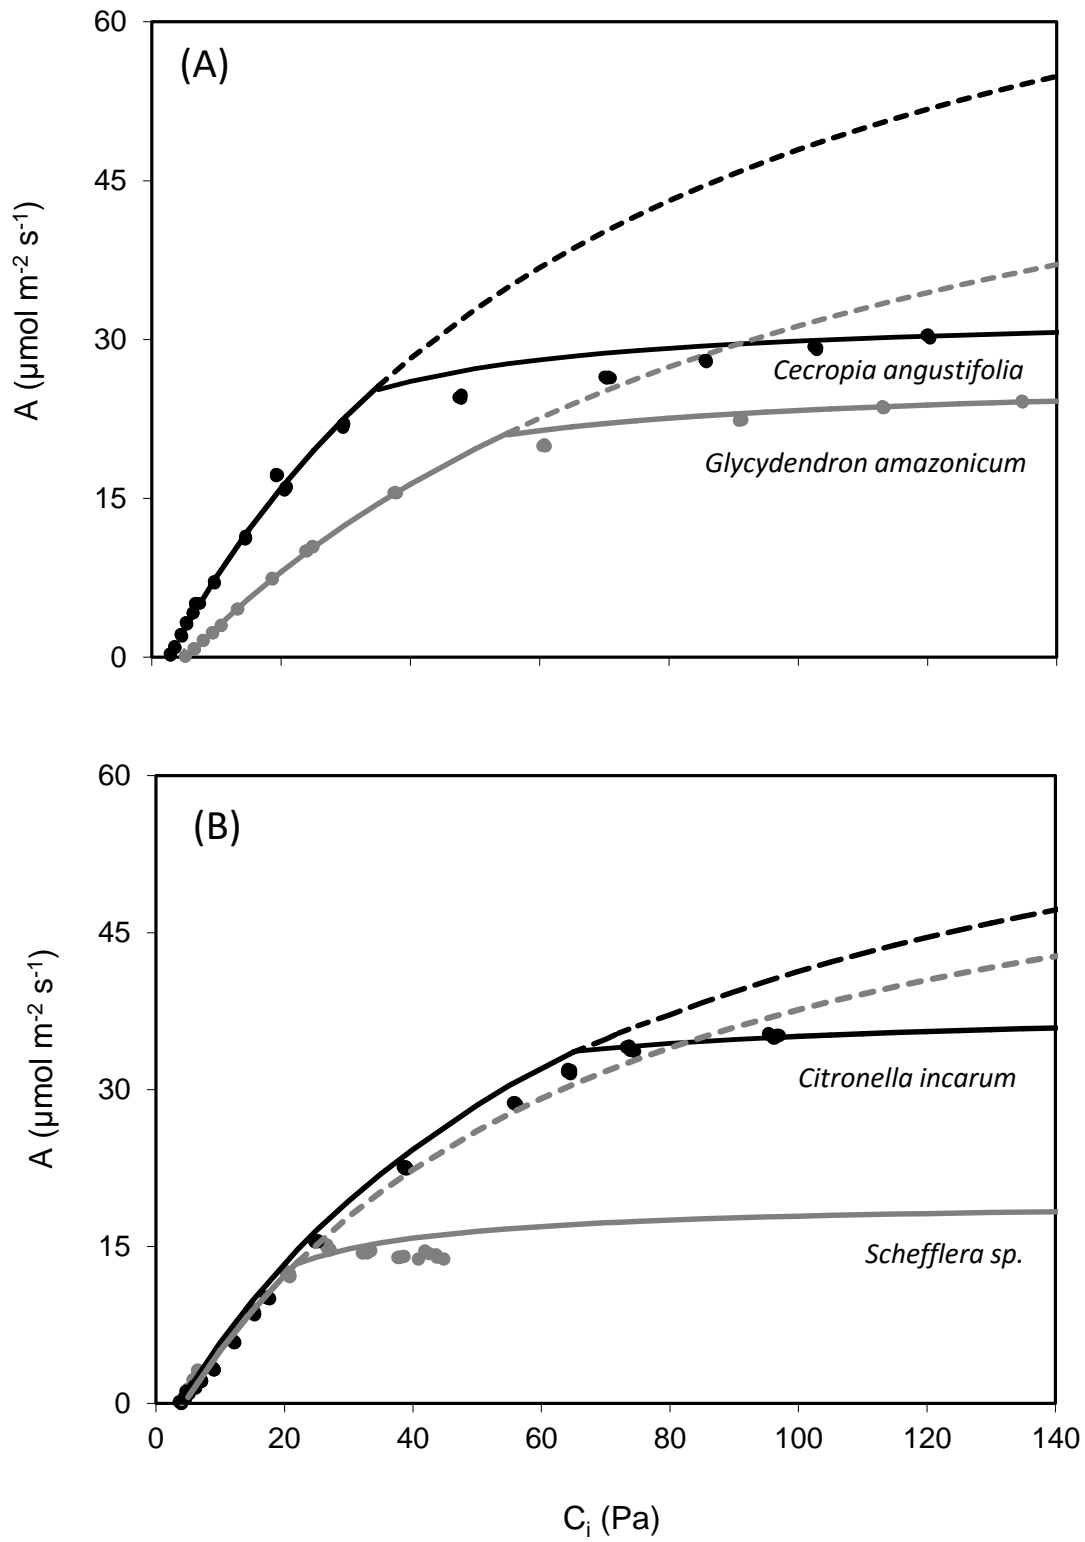 60
(A)
45
A (µmol m-2 s-1)
30
Cecropia angustifolia
Glycydendron amazonicum
15
0
60
(B)
45
A (µmol m-2 s-1)
30
Citronella incarum
15
Schefflera sp.
0
0 20 40 60 80 100 120 140
Ci (Pa)